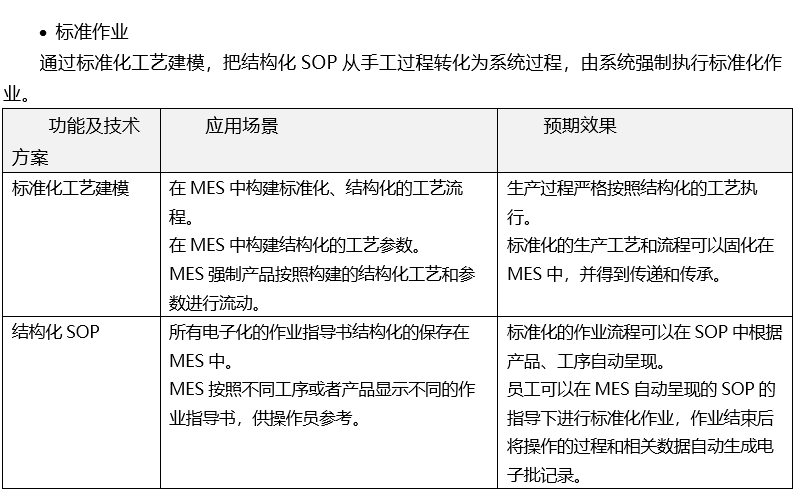 • 标准作业
通过标准化工艺建模，把结构化 SOP 从手工过程转化为系统过程，由系统强制执行标准化作
业。
功能及技术
方案
应用场景
预期效果
标准化工艺建模
在 MES 中构建标准化、结构化的工艺流
程。
在 MES 中构建结构化的工艺参数。
MES 强制产品按照构建的结构化工艺和参
数进行流动。
生产过程严格按照结构化的工艺执
行。
标准化的生产工艺和流程可以固化在
MES 中，并得到传递和传承。
结构化 SOP
所有电子化的作业指导书结构化的保存在
MES 中。
MES 按照不同工序或者产品显示不同的作
业指导书，供操作员参考。
标准化的作业流程可以在 SOP 中根据
产品、工序自动呈现。
员工可以在 MES 自动呈现的 SOP 的
指导下进行标准化作业，作业结束后
将操作的过程和相关数据自动生成电
子批记录。